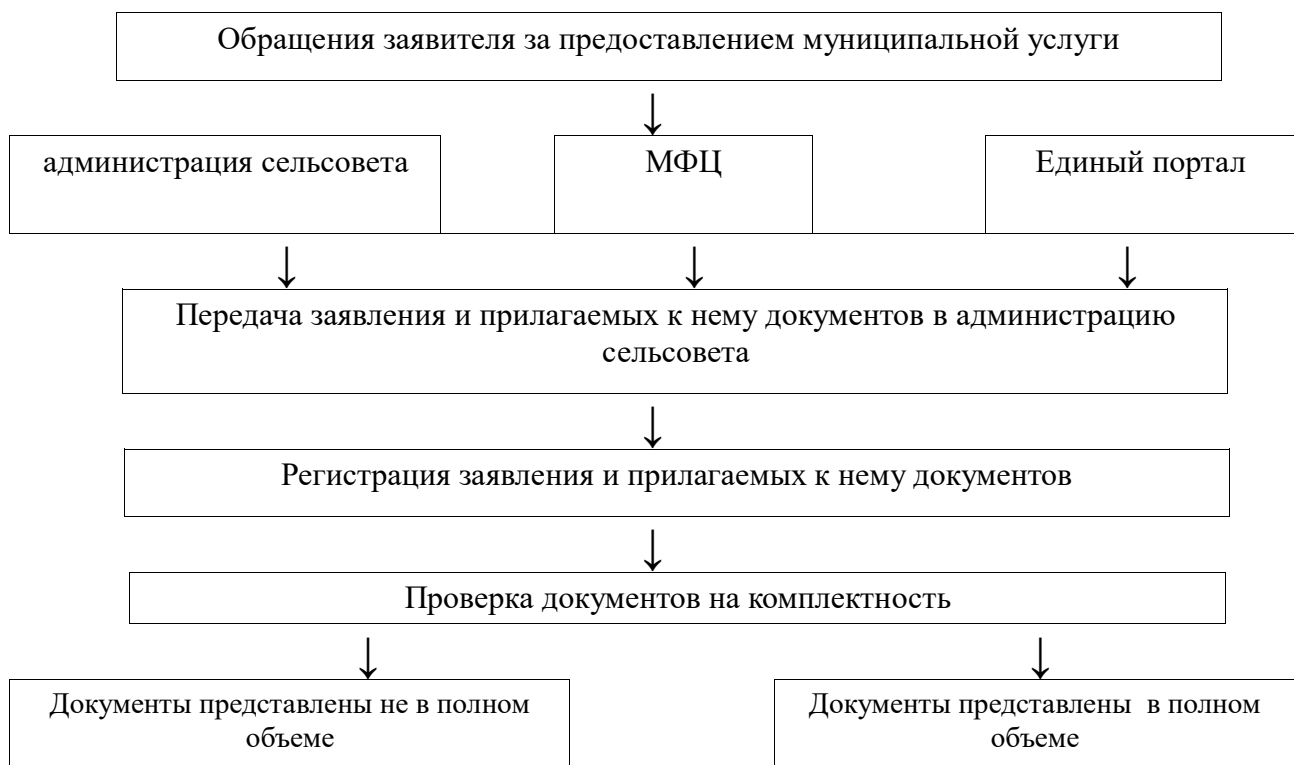 Обращения заявителя за предоставлением муниципальной услуги
администрация сельсовета
МФЦ
Единый портал
Передача заявления и прилагаемых к нему документов в администрацию
сельсовета
Регистрация заявления и прилагаемых к нему документов
Проверка документов на комплектность
Документы представлены не в полном
объеме
Документы представлены в полном
объеме